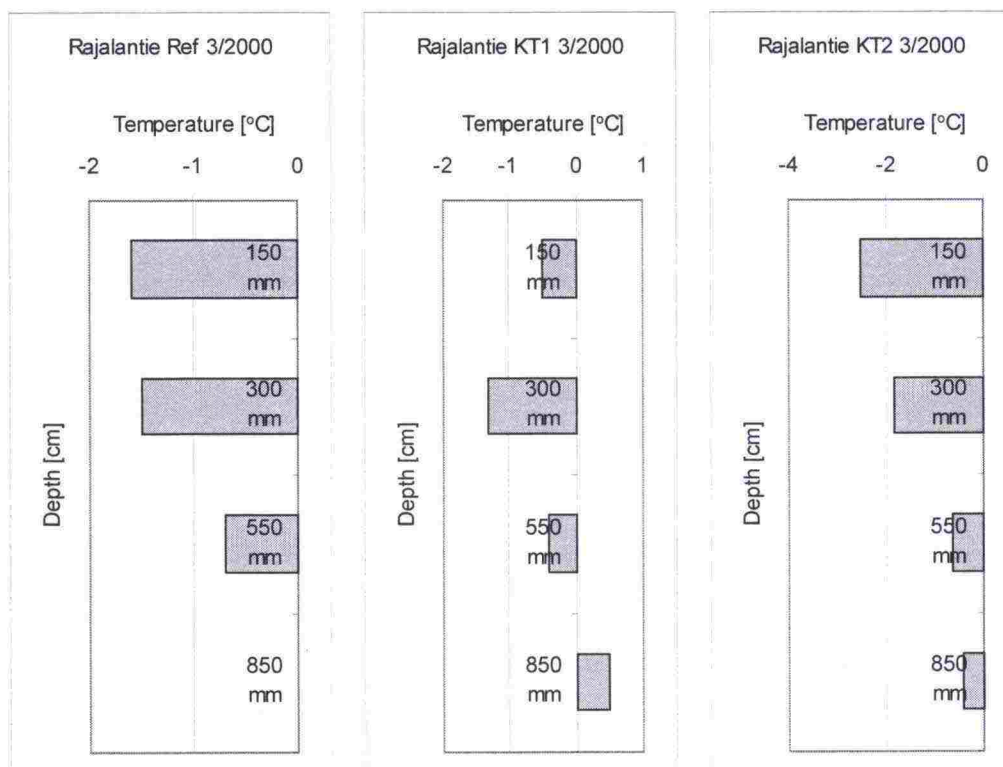 Rajalantie Ref 3/2000
Temperature [°C]
-2 -1 0
Depth [cm]
150
mm
300
mm
550
mm
850
mm
Rajalantie KT1 3/2000
Temperature [°C]
-2 -1 0 1
Depth [cm]
150
mm
300
mm
550
mm
850
mm
Rajalantie KT2 3/2000
Temperature [°C]
-4 -2 0
Depth [cm]
150
mm
300
mm
550
mm
850
mm